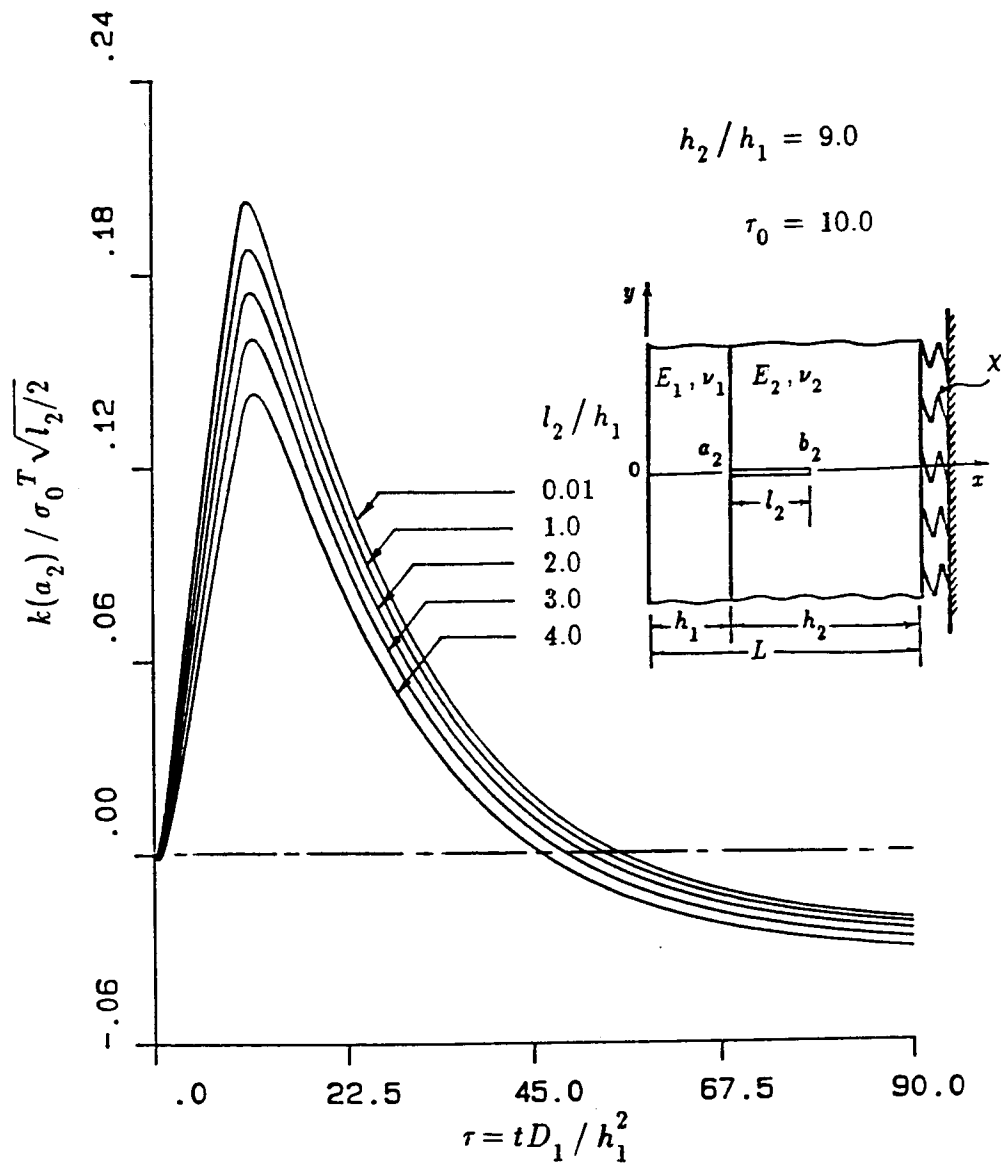 .24
.18
.12
.06
.00
-.06
k(a₂) / σ₀ᵀ √l₂/2
h₂ / h₁ = 9.0
τ₀ = 10.0
y
χ
E₁, ν₁
E₂, ν₂
l₂ / h₁
a₂
b₂
0
x
l₂
0.01
1.0
2.0
3.0
4.0
h₁
h₂
L
.0
22.5
45.0
67.5
90.0
τ = tD₁ / h₁²